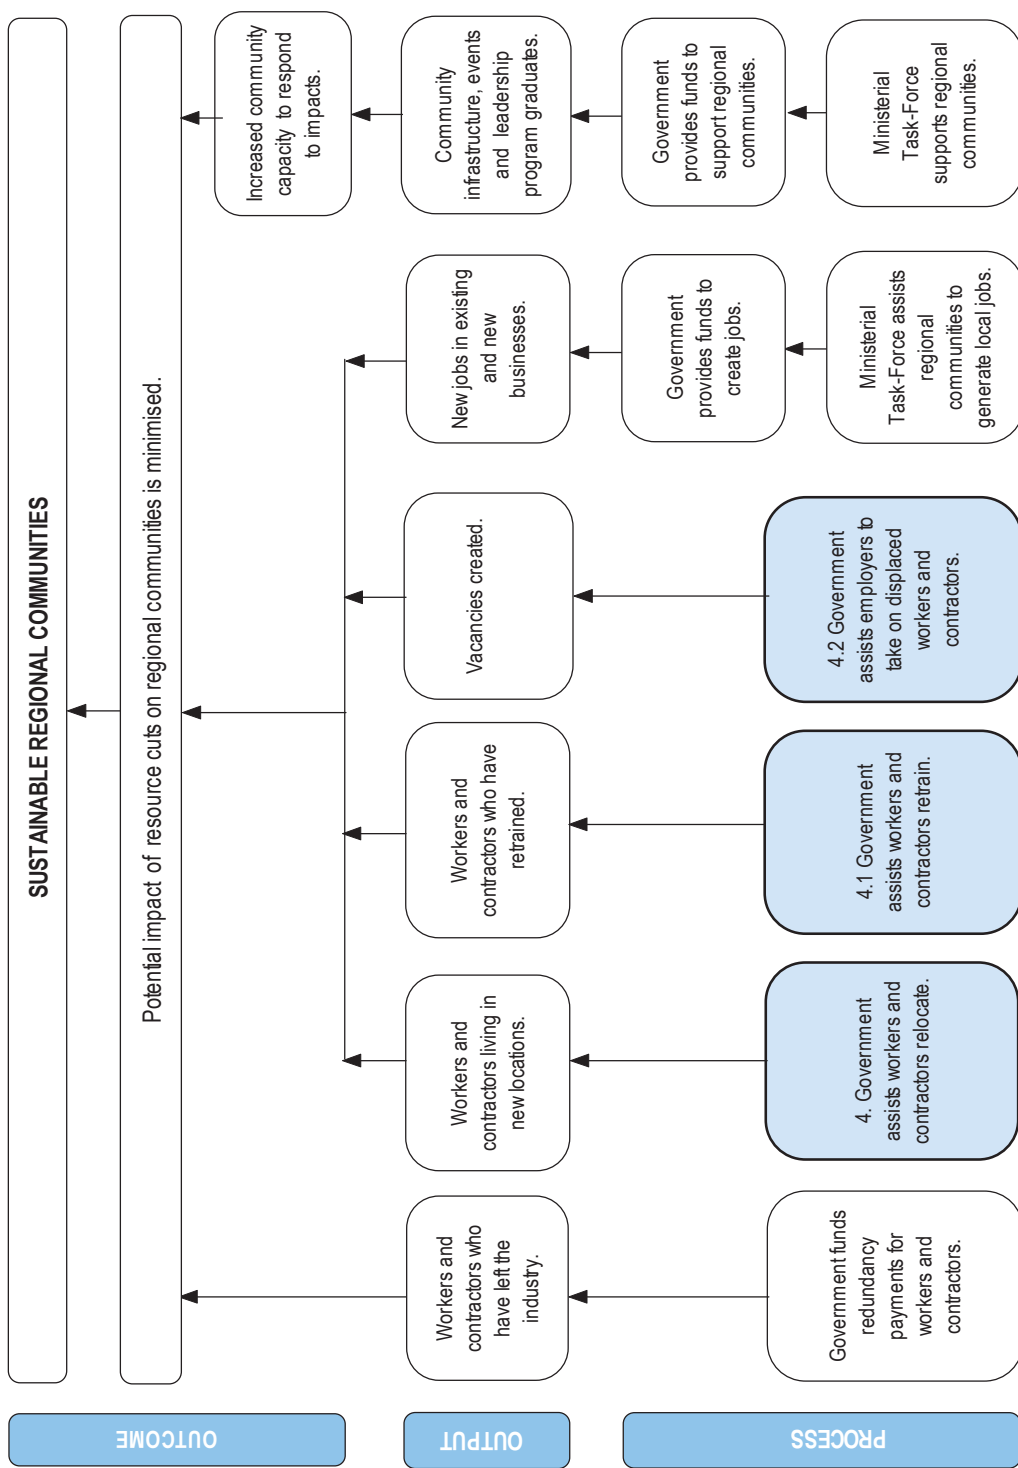 OUTCOME
SUSTAINABLE REGIONAL COMMUNITIES
Potential impact of resource cuts on regional communities is minimised.
Increased community
capacity to respond
to impacts.
OUTPUT
Workers and
contractors who
have left the
industry.
Workers and
contractors living in
new locations.
Workers and
contractors who have
retrained.
Vacancies created.
New jobs in existing
and new
businesses.
Community
infrastructure, events
and leadership
program graduates.
PROCESS
Government provides funds to
create jobs.
Government
provides funds to
support regional
communities.
Government funds
redundancy
payments for
workers and
contractors.
4. Government
assists workers and
contractors relocate.
4.1 Government
assists workers and
contractors retrain.
4.2 Government
assists employers to
take on displaced
workers and
contractors.
Ministerial
Task-Force assists
regional
communities to
generate local jobs.
Ministerial
Task-Force
supports regional
communities.